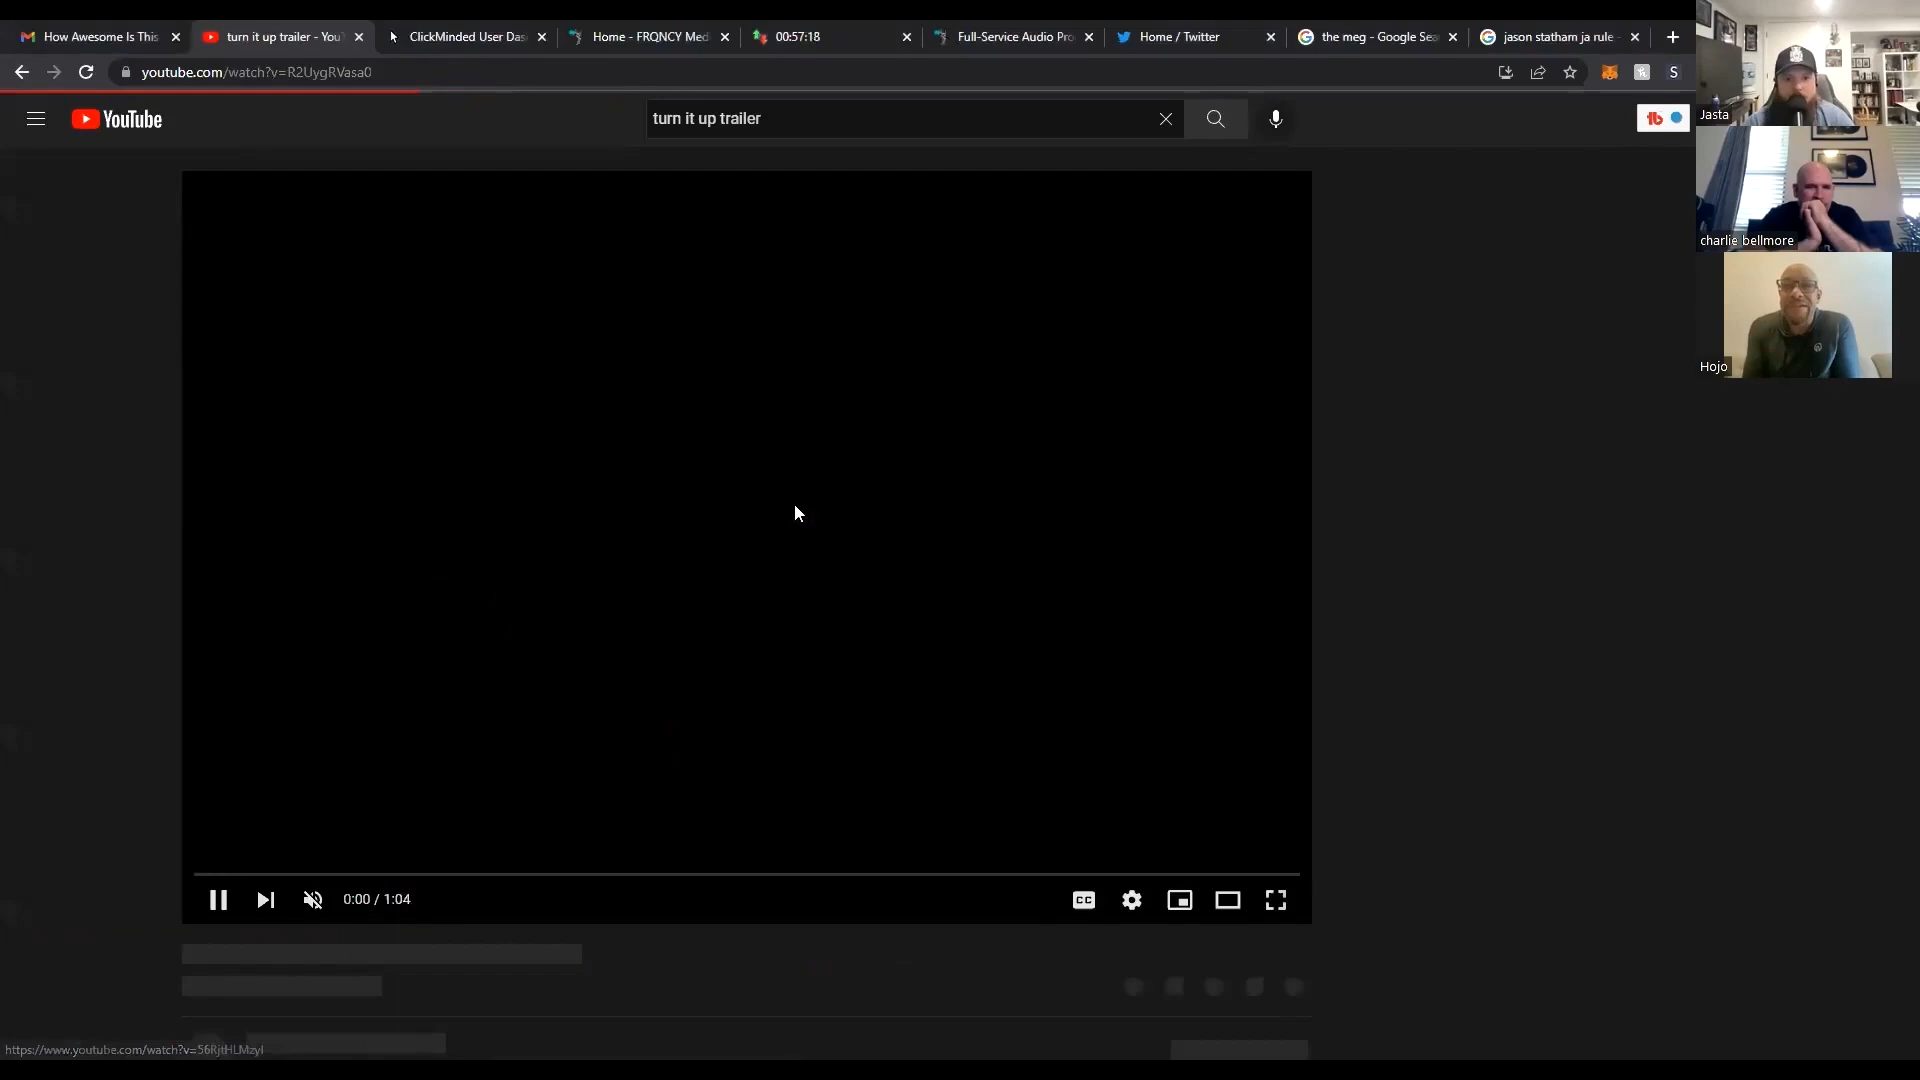 How Awesome Is This
turn it up trailer - You
ClickMinded User Das
Home - FRQNCY Med
00:57:18
Full-Service Audio Pro
Home / Twitter
the meg - Google Sea
jason statham ja rule -
youtube.com/watch?v=R2UygRVasa0
S
YouTube
turn it up trailer
tb
Jasta
charlie bellmore
Hojo
0:00 / 1:04
CC
https://www.youtube.com/watch?v=56RjtHLMzyI